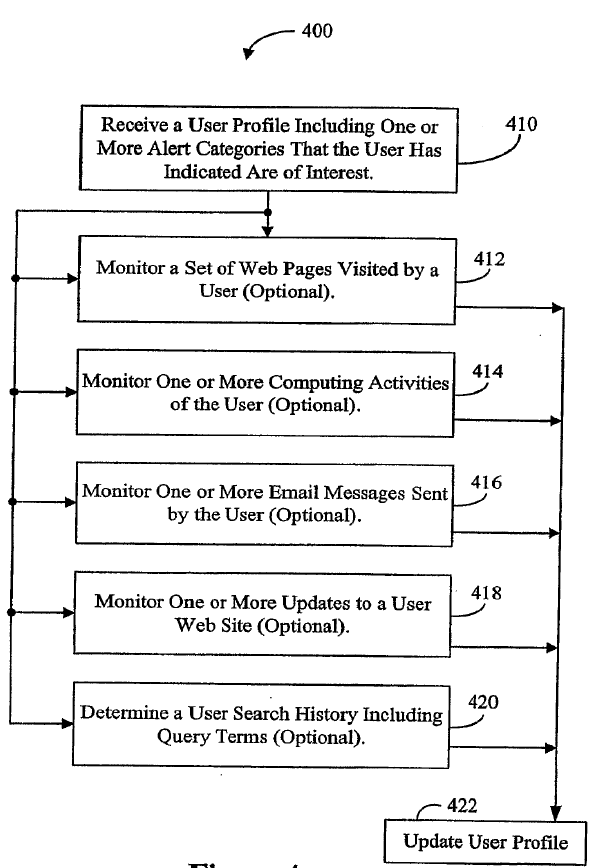 400
Receive a User Profile Including One or
More Alert Categories That the User Has
Indicated Are of Interest.
410
Monitor a Set of Web Pages Visited by a
User (Optional).
412
Monitor One or More Computing Activities
of the User (Optional).
414
Monitor One or More Email Messages Sent
by the User (Optional).
416
Monitor One or More Updates to a User
Web Site (Optional).
418
Determine a User Search History Including
Query Terms (Optional).
420
422
Update User Profile